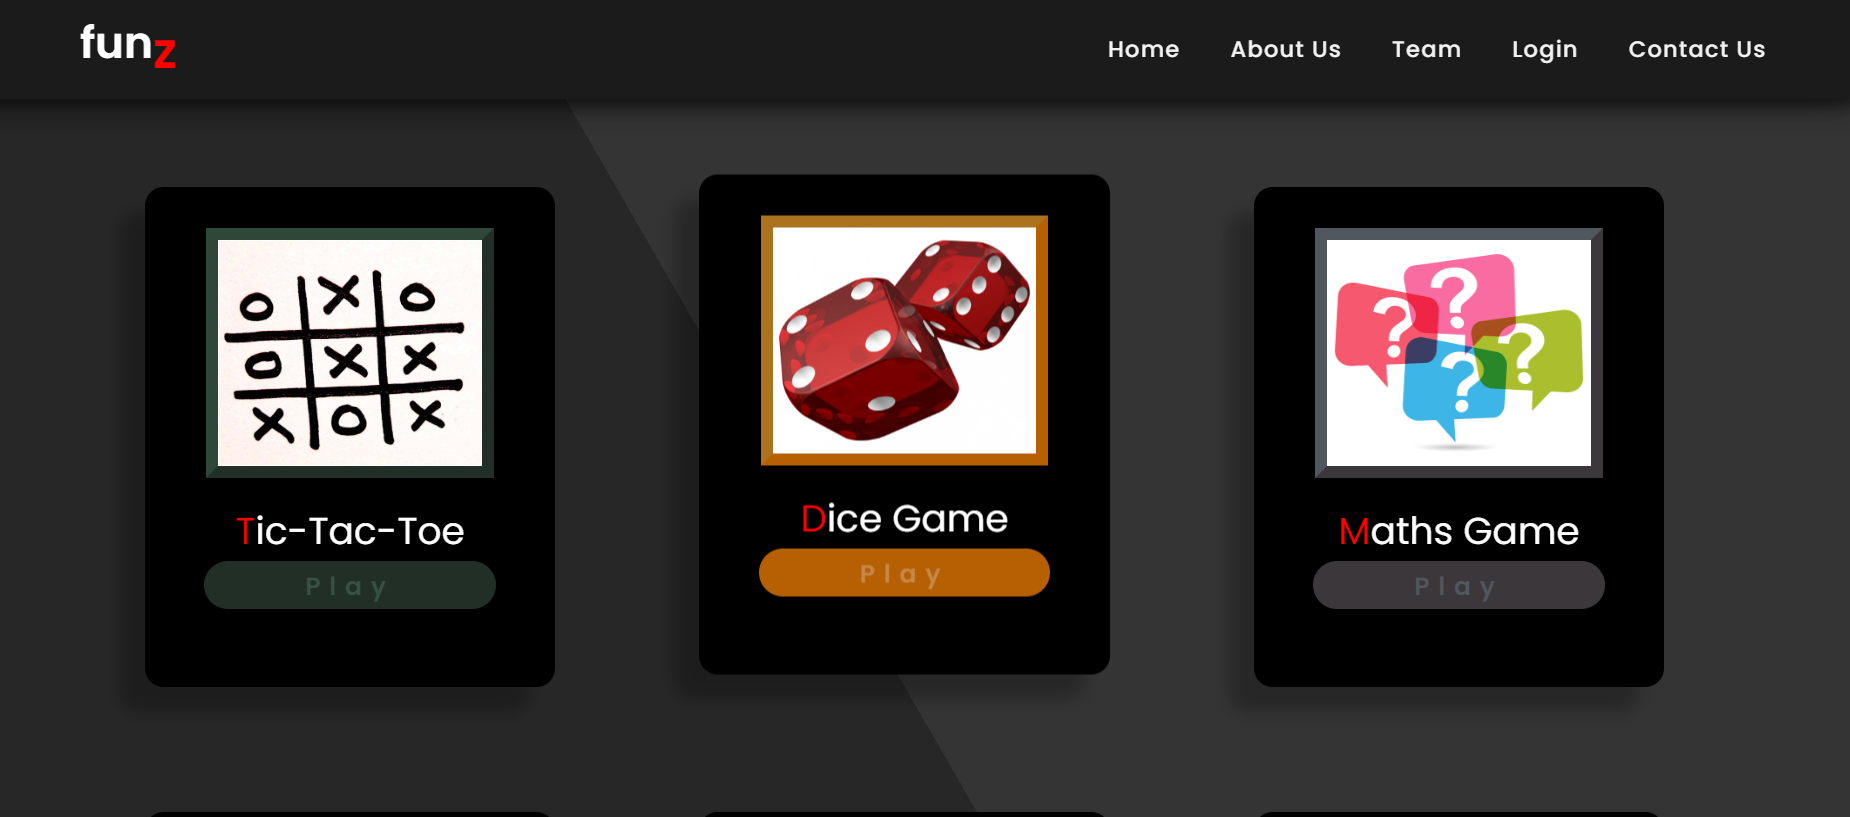 funz
Home About Us Team Login Contact Us
O X O
O X X
X O X
? ? ? ?
Tic-Tac-Toe
Play
Dice Game
Play
Maths Game
Play